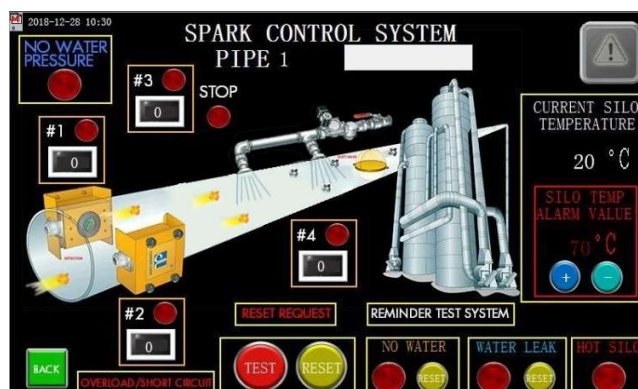 2018-12-28 10:30
SPARK CONTROL SYSTEM
PIPE 1
NO WATER
PRESSURE
#3
0
STOP
#1
0
CURRENT SILO
TEMPERATURE
20 °C
SILO TEMP
ALARM VALUE
70°C
+
-
#4
0
#2
0
RESET REQUEST
REMINDER TEST SYSTEM
BACK
OVERLOAD/SHORT CIRCUIT
TEST
RESET
NO WATER
RESET
WATER LEAK
RESET
HOT SILO